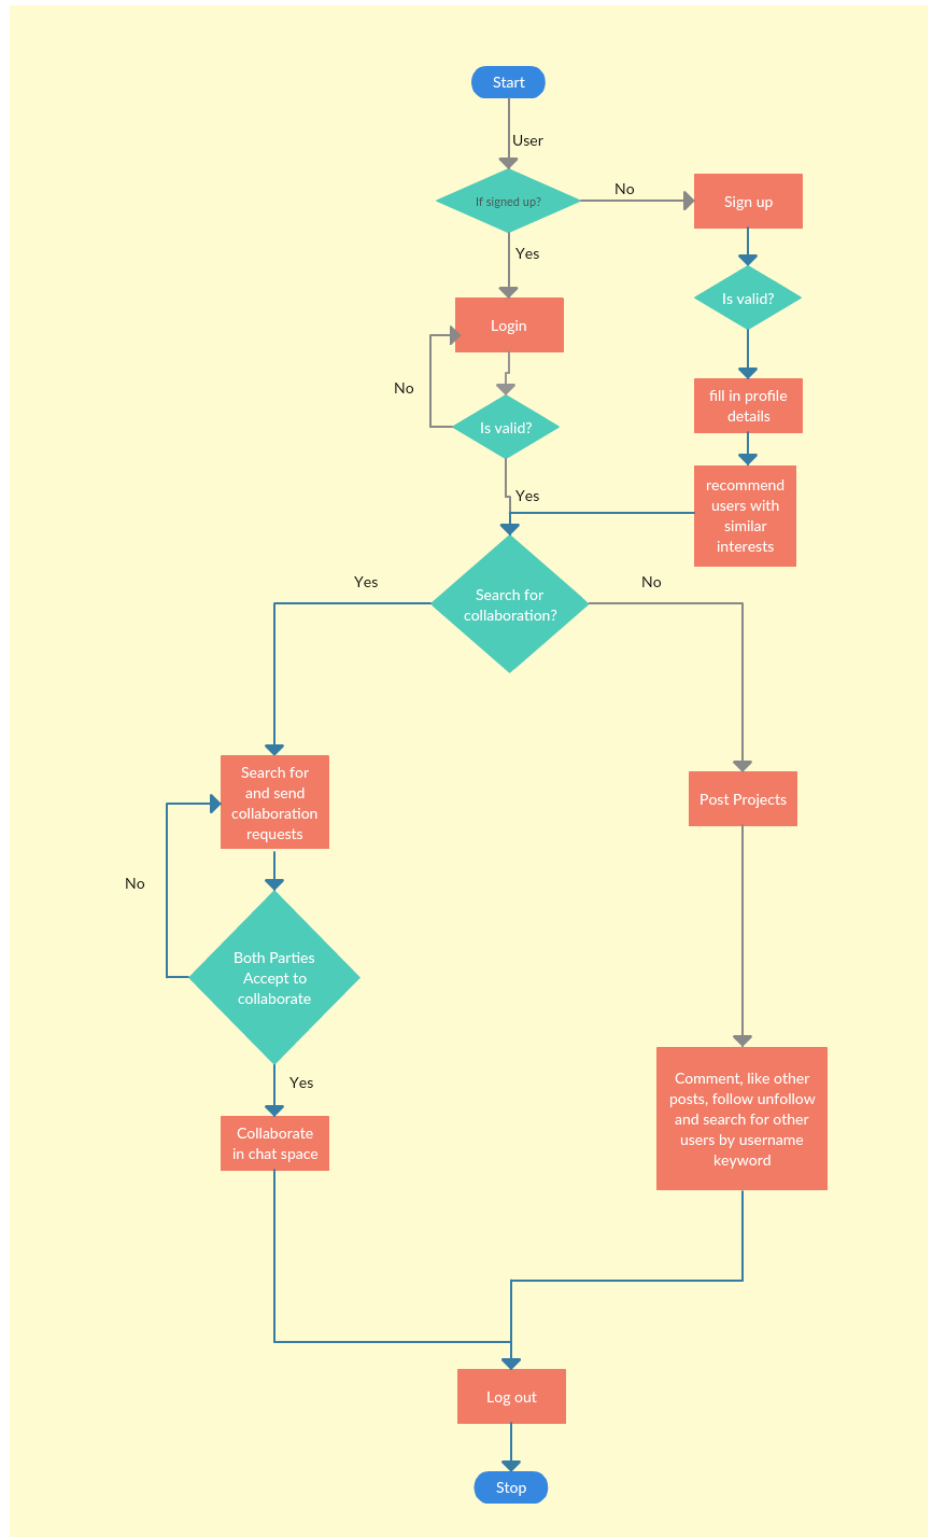 Start
User
If signed up?
No
Sign up
Yes
Is valid?
Login
No
fill in profile
details
Is valid?
Yes
recommend
users with
similar
interests
Yes
No
Search for
collaboration?
Search for
and send
collaboration
requests
Post Projects
No
Both Parties
Accept to
collaborate
Yes
Comment, like other
posts, follow unfollow
and search for other
users by username
keyword
Collaborate
in chat space
Log out
Stop